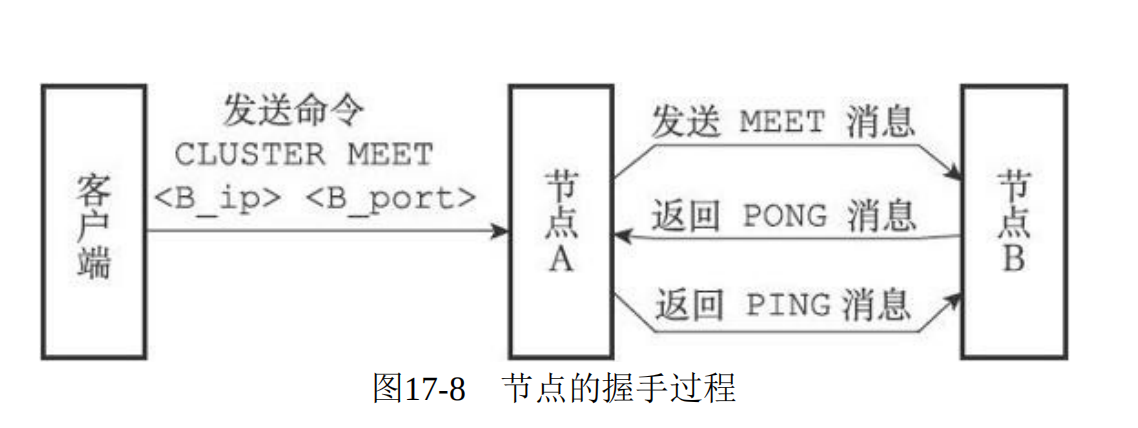 客户端
发送命令
CLUSTER MEET
<B_ip> <B_port>
节点A
发送 MEET 消息
返回 PONG 消息
返回 PING 消息
节点B
图17-8 节点的握手过程